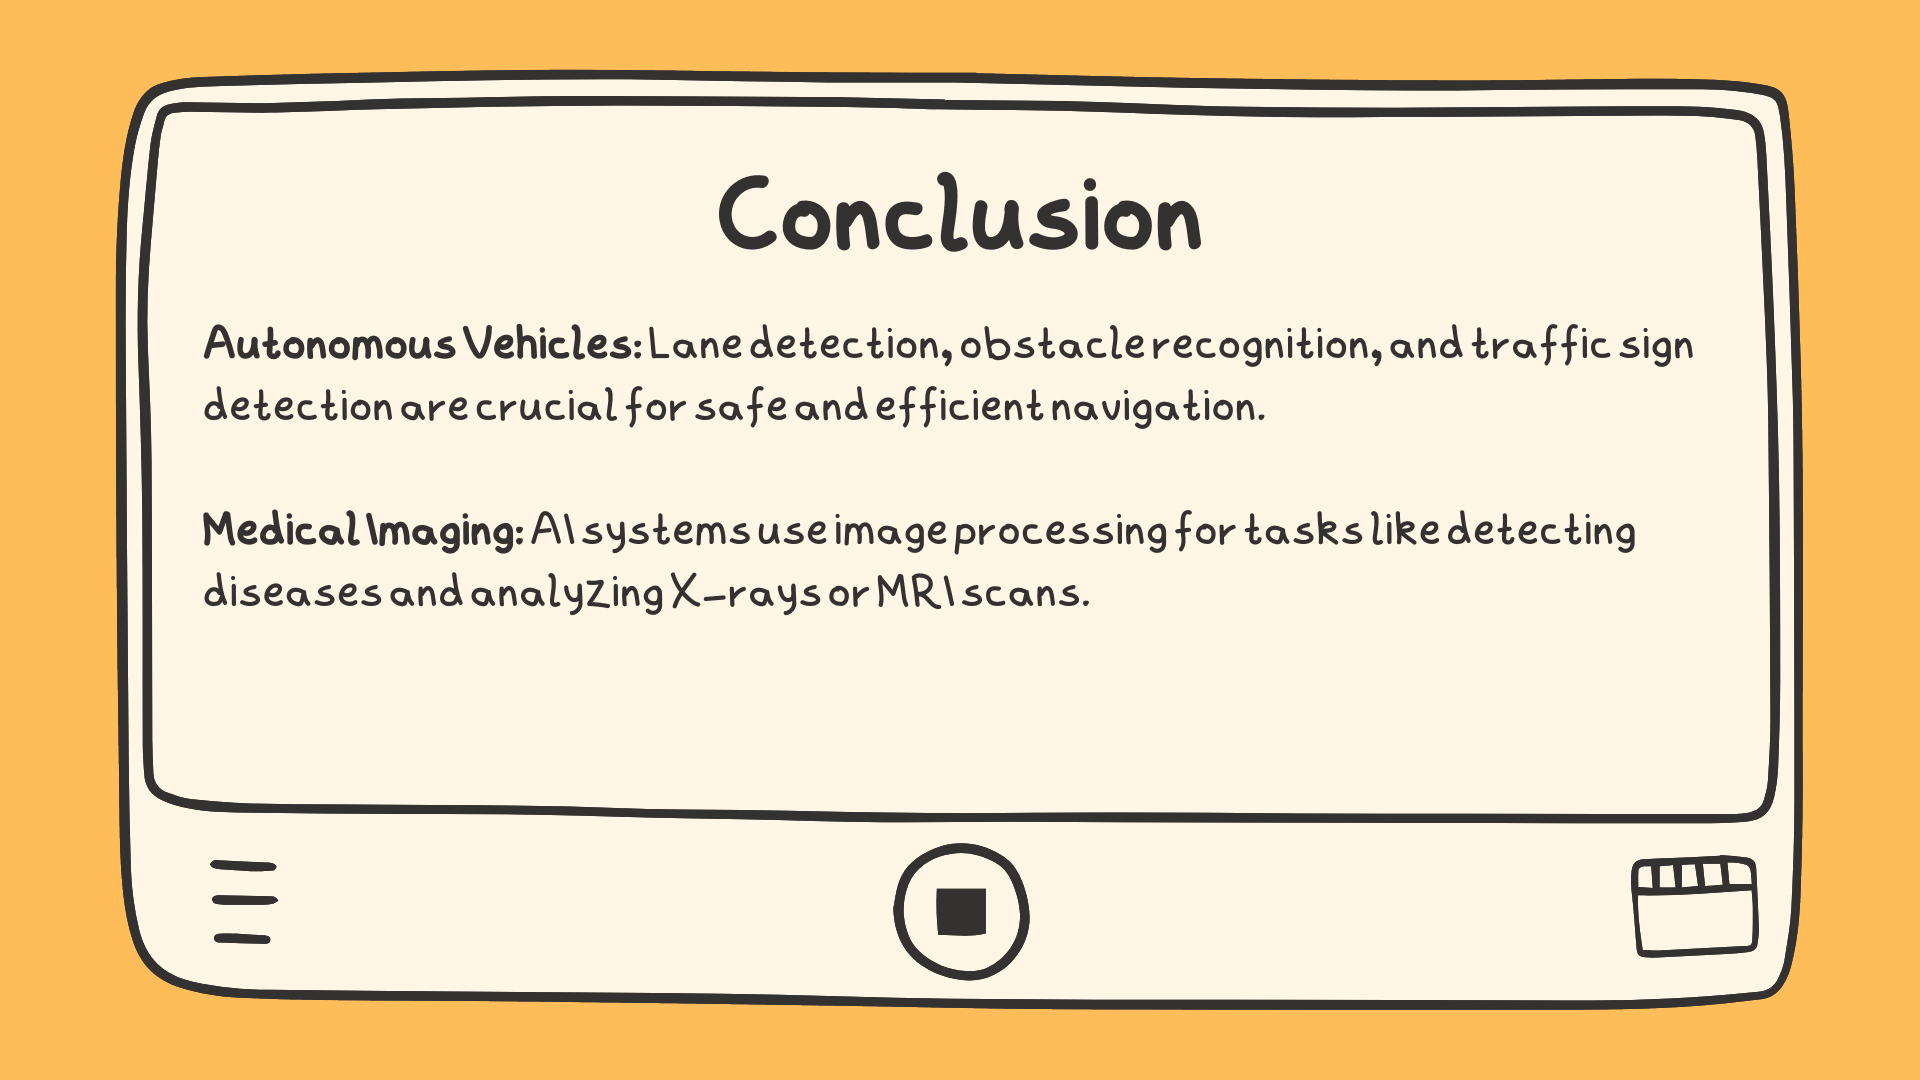 Conclusion
Autonomous Vehicles: Lane detection, obstacle recognition, and traffic sign
detection are crucial for safe and efficient navigation.
Medical Imaging: AI systems use image processing for tasks like detecting
diseases and analyzing X-rays or MRI scans.